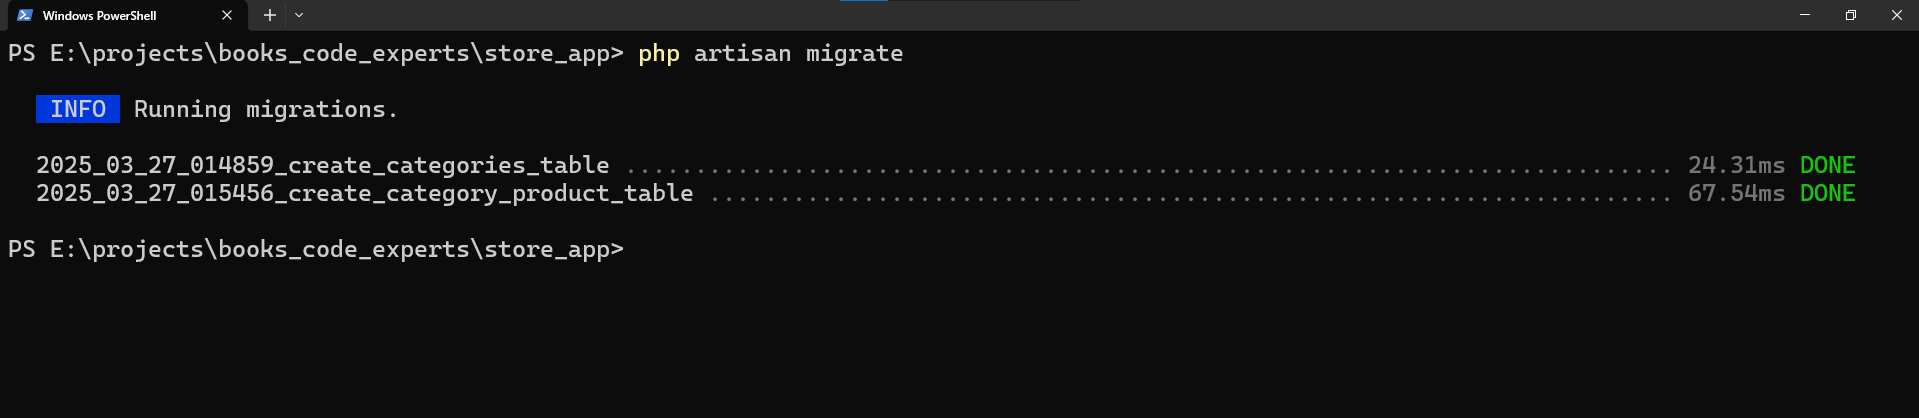 Windows PowerShell
PS E:\projects\books_code_experts\store_app> php artisan migrate
INFO Running migrations.
2025_03_27_014859_create_categories_table ........................................................................... 24.31ms DONE
2025_03_27_015456_create_category_product_table ..................................................................... 67.54ms DONE
PS E:\projects\books_code_experts\store_app>